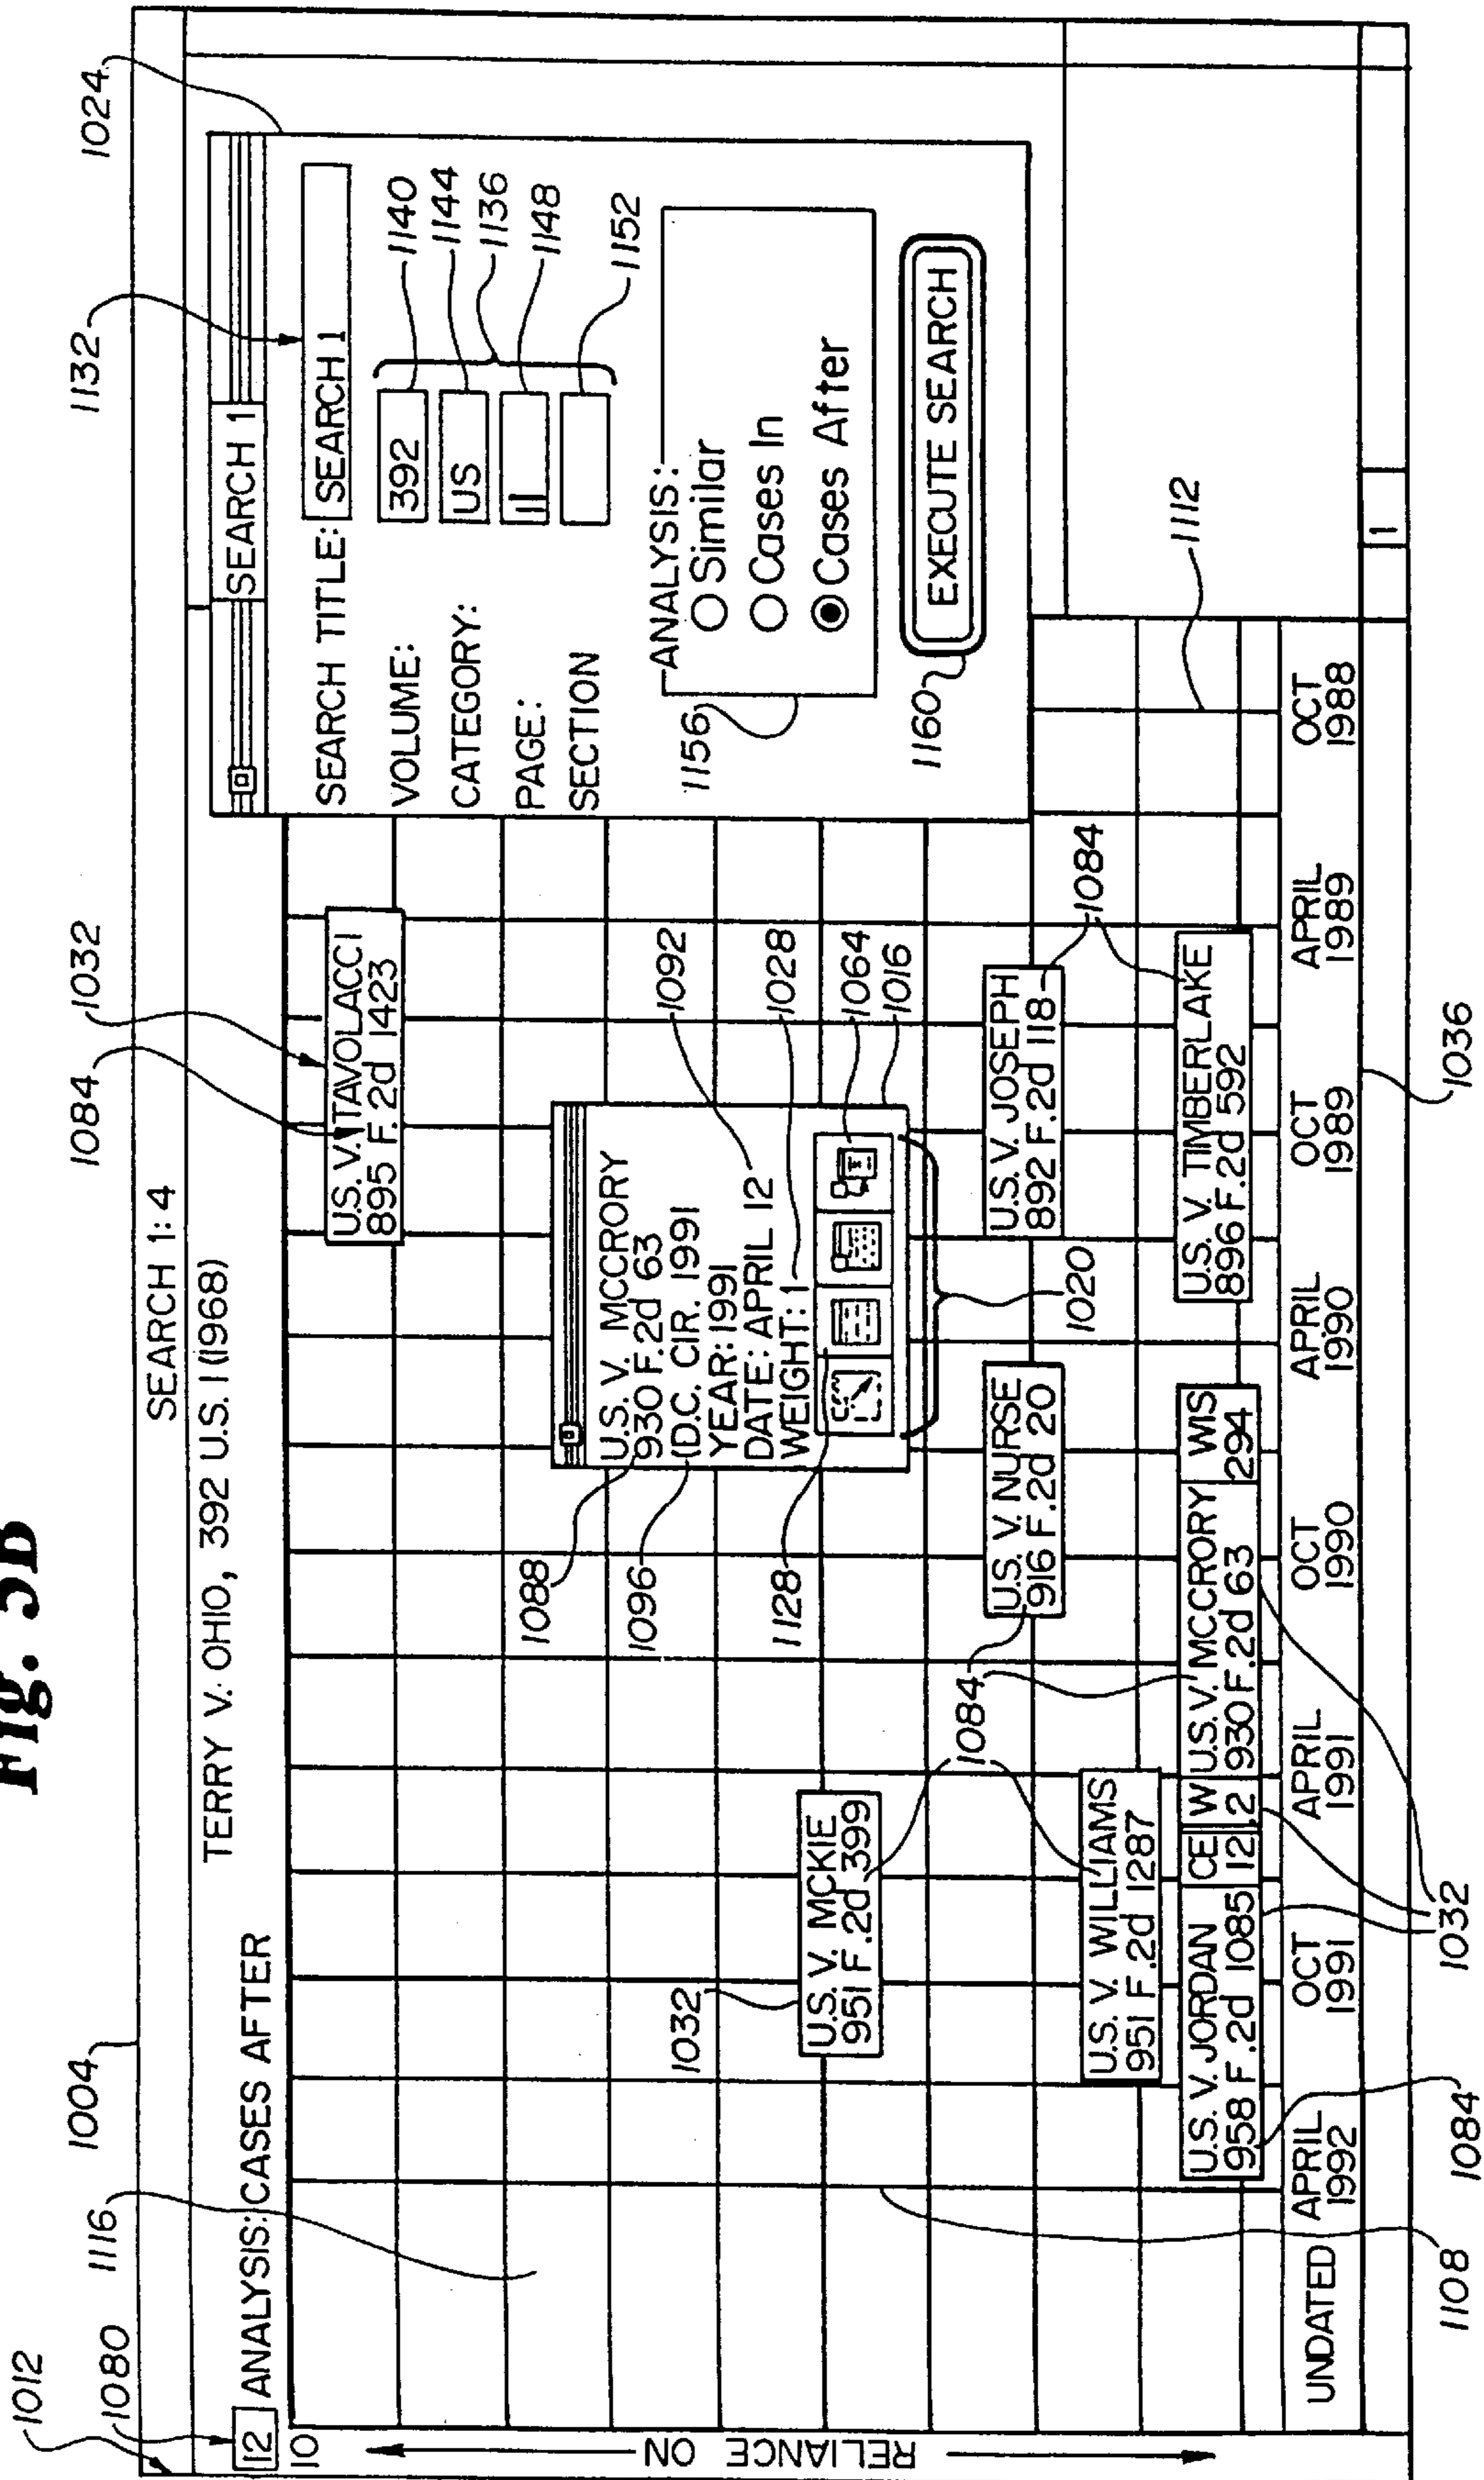 Fig. 5B
1012
1080
1116
1004
1084
1032
1132
1024
SEARCH 1: 4
TERRY V. OHIO, 392 U.S. 1 (1968)
12 ANALYSIS: CASES AFTER
10
RELIANCE ON
SEARCH 1
SEARCH TITLE: SEARCH 1
VOLUME: 392
1140
CATEGORY: US
1144
1136
PAGE:
1148
SECTION
1152
ANALYSIS:
Similar
Cases In
Cases After
1156
EXECUTE SEARCH
1160
U.S. V. TAVOLACCI
895 F. 2d 1423
U.S. V. MCCRORY
930 F.2d 63
(D.C. CIR. 1991
YEAR: 1991
DATE: APRIL 12
WEIGHT: 1
1088
1096
1128
1092
1028
1064
1016
1020
1032
U.S. V. MCKIE
951 F.2d 399
U.S. V. NURSE
916 F.2d 20
U.S. V. JOSEPH
892 F.2d 118
1084
1084
U.S. V. WILLIAMS
951 F.2d 1287
U.S. V. JORDAN
958 F.2d 1085
CE
12
W
2
U.S. V. MCCRORY
930 F.2d 63
WIS
294
U.S. V. TIMBERLAKE
896 F.2d 592
1112
UNDATED
APRIL
1992
OCT
1991
APRIL
1991
OCT
1990
APRIL
1990
OCT
1989
APRIL
1989
OCT
1988
1
1108
1084
1032
1036